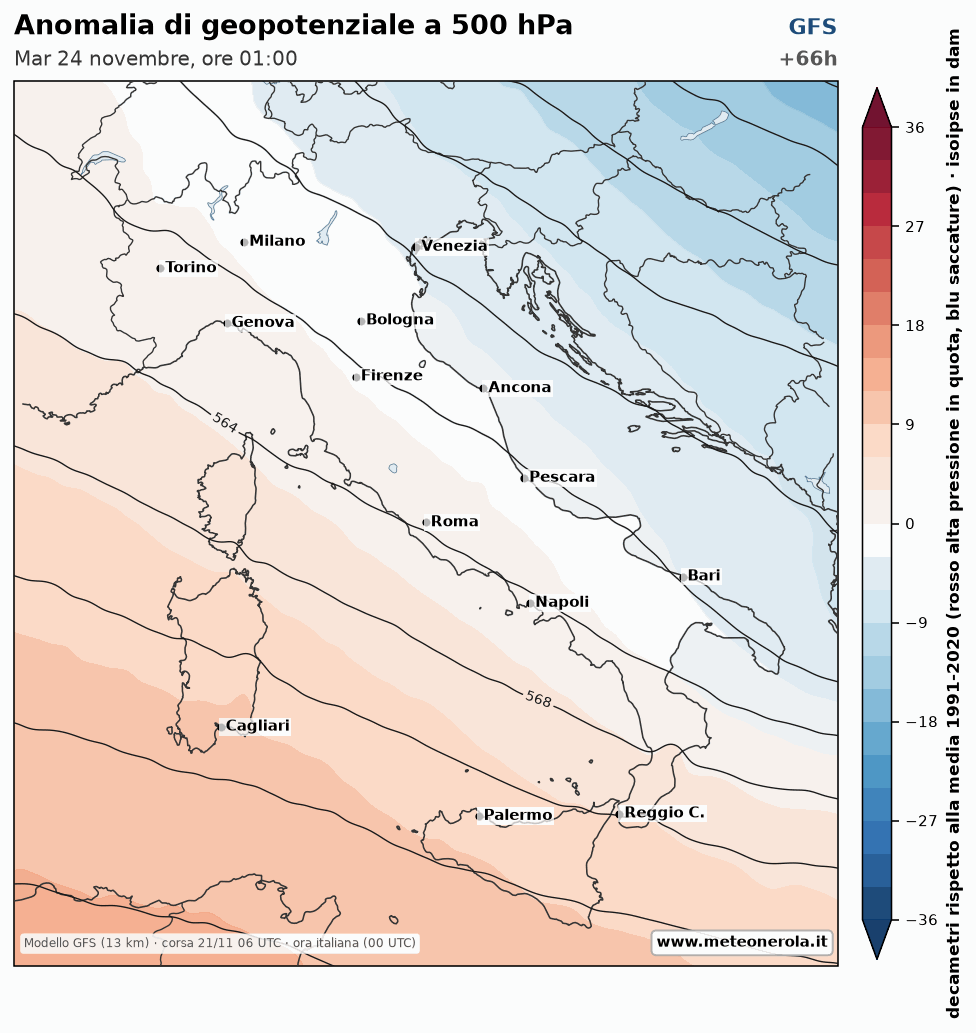 Anomalia di geopotenziale a 500 hPa
GFS
Mar 24 novembre, ore 01:00
+66h
Milano
Venezia
Torino
Genova
Bologna
Firenze
Ancona
564
Pescara
Roma
Bari
Napoli
568
Cagliari
Palermo
Reggio C.
Modello GFS (13 km) · corsa 21/11 06 UTC · ora italiana (00 UTC)
www.meteonerola.it
36
27
18
9
0
−9
−18
−27
−36
decametri rispetto alla media 1991-2020 (rosso alta pressione in quota, blu saccature) · isoipse in dam